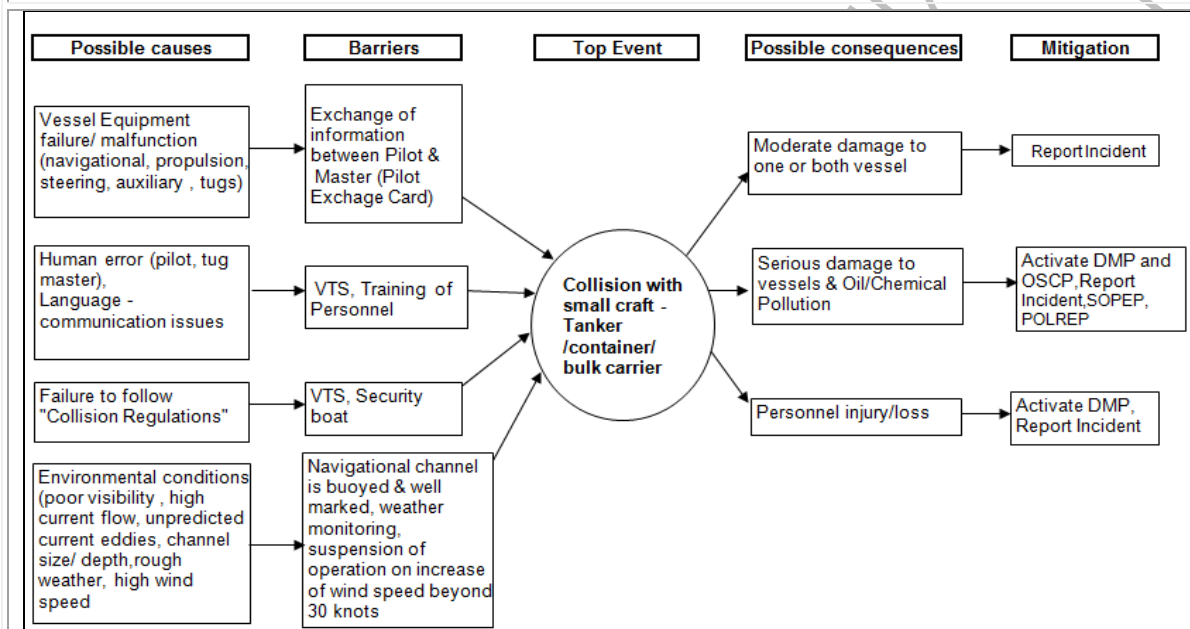 Possible causes
Barriers
Top Event
Possible consequences
Mitigation
Vessel Equipment
failure/ malfunction
(navigational, propulsion,
steering, auxiliary , tugs)
Exchange of
information
between Pilot &
Master (Pilot
Exchage Card)
Moderate damage to
one or both vessel
Report Incident
Human error (pilot, tug
master),
Language -
communication issues
VTS, Training of
Personnel
Collision with
small craft -
Tanker
/container/
bulk carrier
Serious damage to
vessels & Oil/Chemical
Pollution
Activate DMP and
OSCP,Report
Incident,SOPEP,
POLREP
Failure to follow
"Collision Regulations"
VTS, Security
boat
Personnel injury/loss
Activate DMP,
Report Incident
Environmental conditions
(poor visibility , high
current flow, unpredicted
current eddies, channel
size/ depth,rough
weather, high wind
speed
Navigational channel
is buoyed & well
marked, weather
monitoring,
suspension of
operation on increase
of wind speed beyond
30 knots